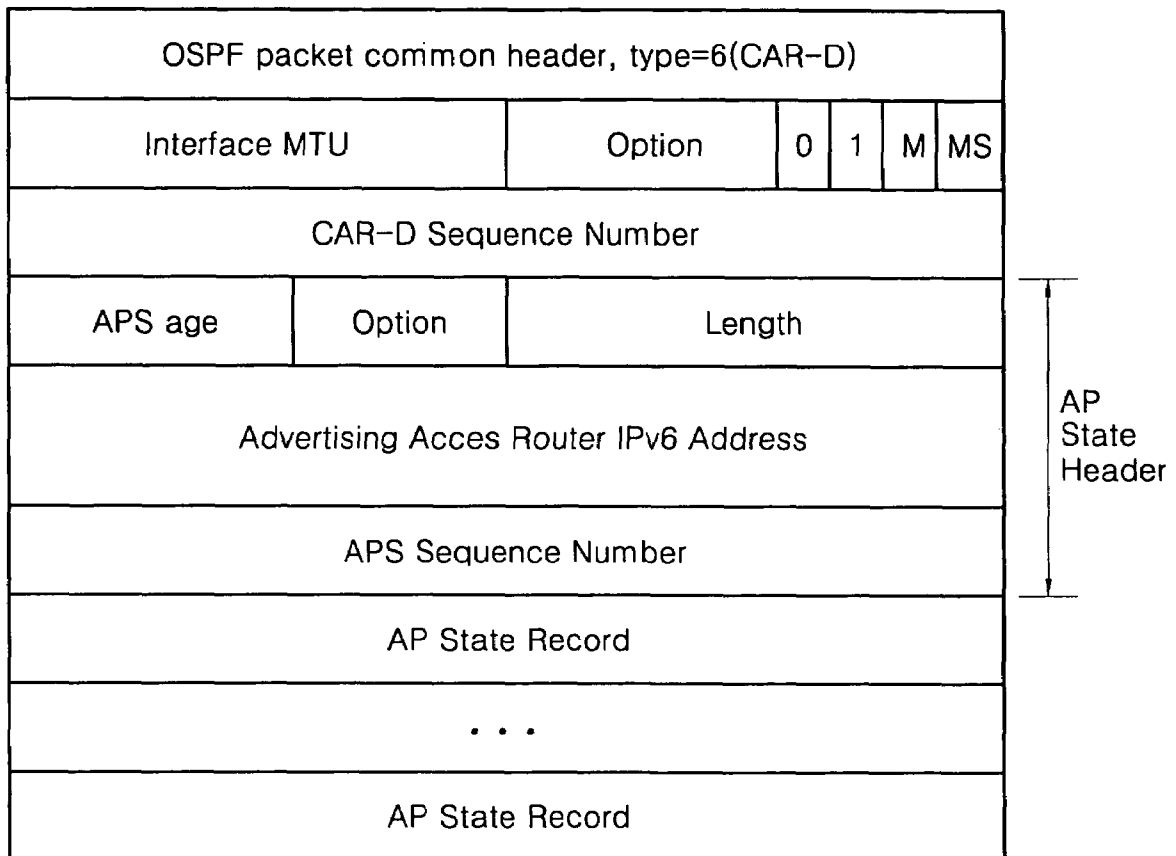 OSPF packet common header, type=6(CAR-D)
Interface MTU Option 0 1 M MS
CAR-D Sequence Number
APS age Option Length
Advertising Acces Router IPv6 Address
APS Sequence Number
AP
State
Header
AP State Record
. . .
AP State Record